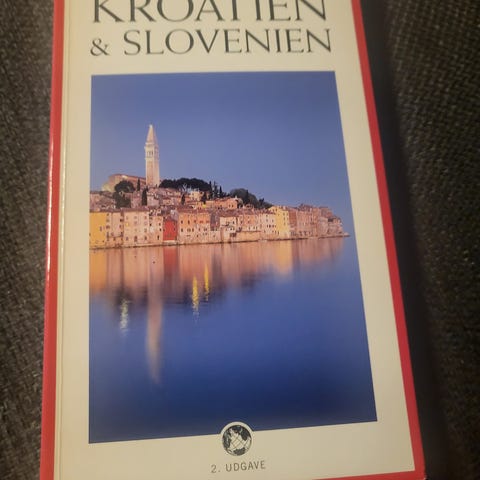 KROATIEN
& SLOVENIEN
2. UDGAVE